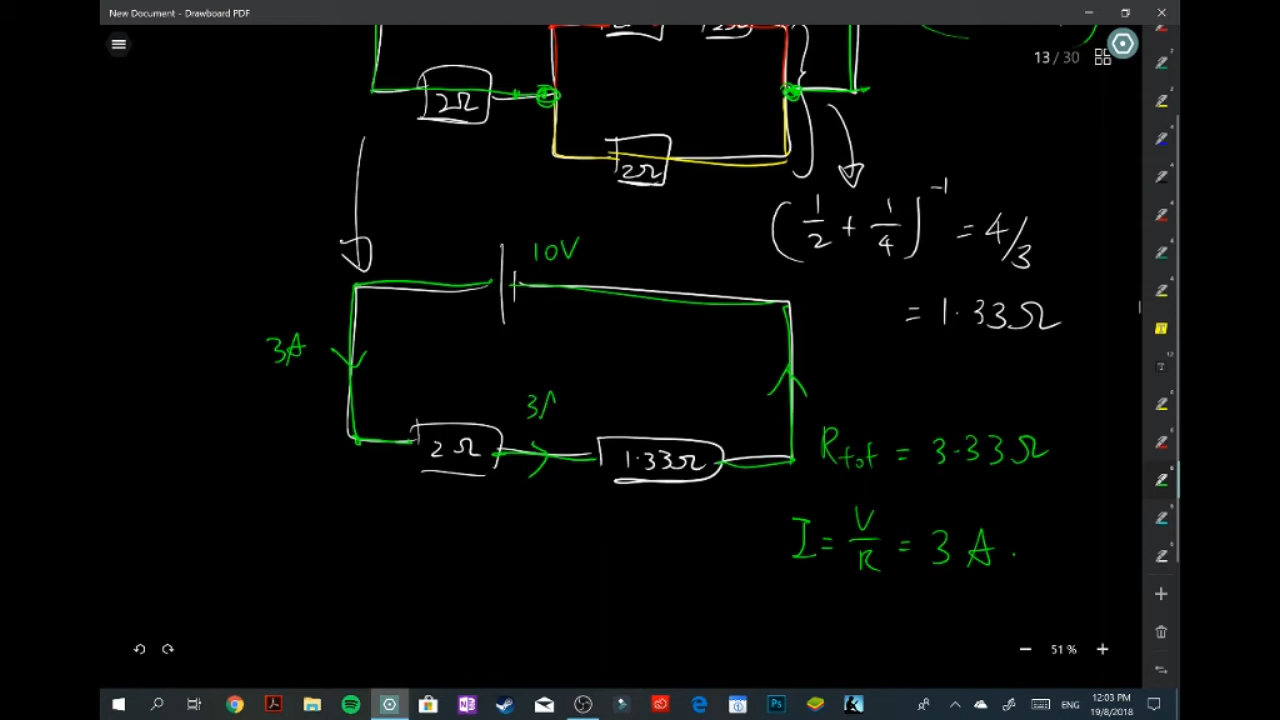 New Document - Drawboard PDF
13 / 30
2Ω
2Ω
(1/2 + 1/4)^-1 = 4/3
= 1.33Ω
10V
3A
3A
2Ω
1.33Ω
R_tot = 3.33Ω
I = V/R = 3 A.
51 %
ENG
12:03 PM
19/8/2018